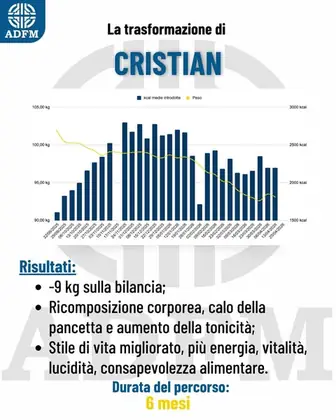 ADFM
La trasformazione di
CRISTIAN
kcal medie introdotte Peso
105,00 kg 3000 kcal
100,00 kg 2500 kcal
95,00 kg 2000 kcal
90,00 kg 1500 kcal
Risultati:
-9 kg sulla bilancia;
Ricomposizione corporea, calo della
pancetta e aumento della tonicità;
Stile di vita migliorato, più energia, vitalità,
lucidità, consapevolezza alimentare.
Durata del percorso:
6 mesi
ADFM